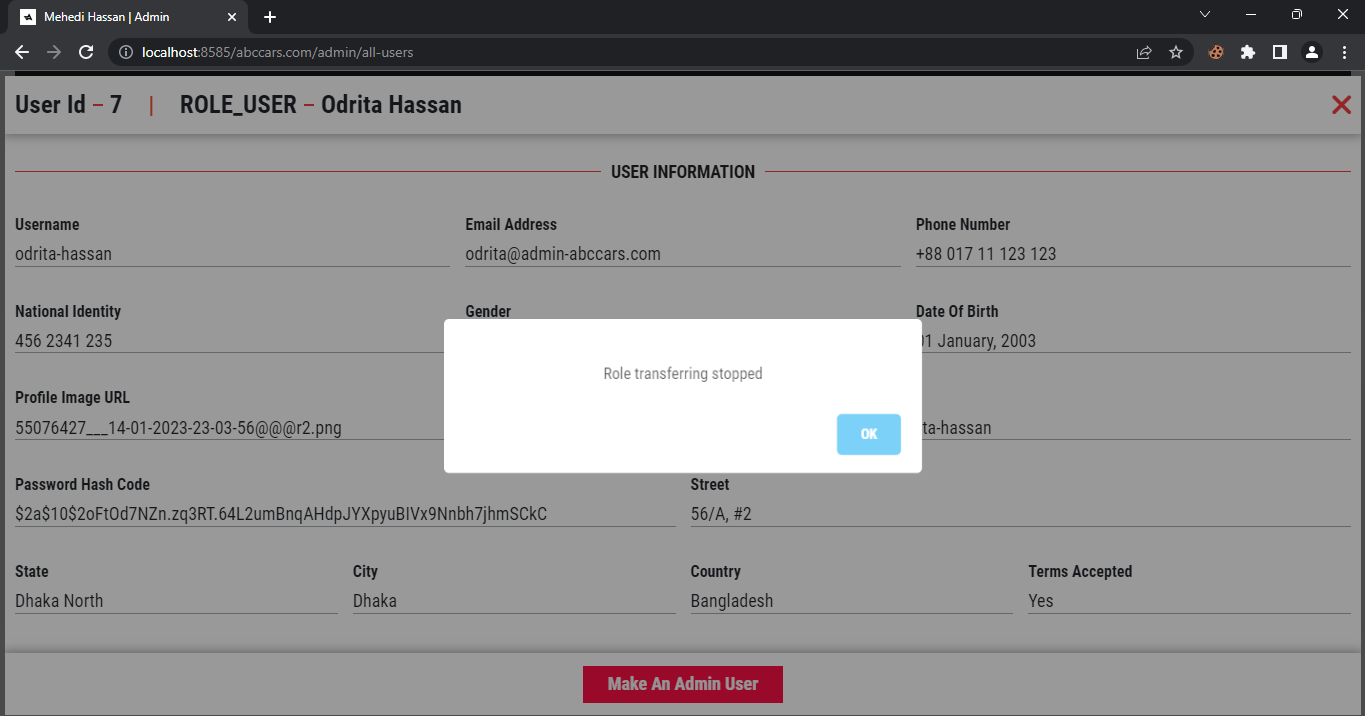 Mehedi Hassan | Admin
localhost:8585/abccars.com/admin/all-users
User Id – 7 | ROLE_USER – Odrita Hassan
USER INFORMATION
Username Email Address Phone Number
odrita-hassan odrita@admin-abccars.com +88 017 11 123 123
National Identity Gender Date Of Birth
456 2341 235 01 January, 2003
Role transferring stopped
Profile Image URL
55076427___14-01-2023-23-03-56@@@r2.png ta-hassan
OK
Password Hash Code Street
$2a$10$2oFtOd7NZn.zq3RT.64L2umBnqAHdpJYXpyuBIVx9Nnbh7jhmSCkC 56/A, #2
State City Country Terms Accepted
Dhaka North Dhaka Bangladesh Yes
Make An Admin User